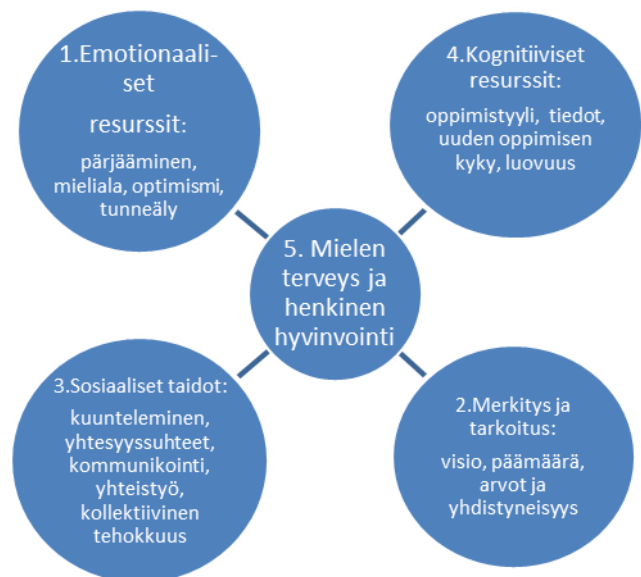 1.Emotionaali-
set
resurssit:
pärjääminen,
mieliala, optimismi,
tunneäly
4.Kognitiiviset
resurssit:
oppimistyyli, tiedot,
uuden oppimisen
kyky, luovuus
5. Mielen
terveys ja
henkinen
hyvinvointi
3.Sosiaaliset taidot:
kuunteleminen,
yhtesyyssuhteet,
kommunikointi,
yhteistyö,
kollektiivinen
tehokkuus
2.Merkitys ja
tarkoitus:
visio, päämäärä,
arvot ja
yhdistyneisyys